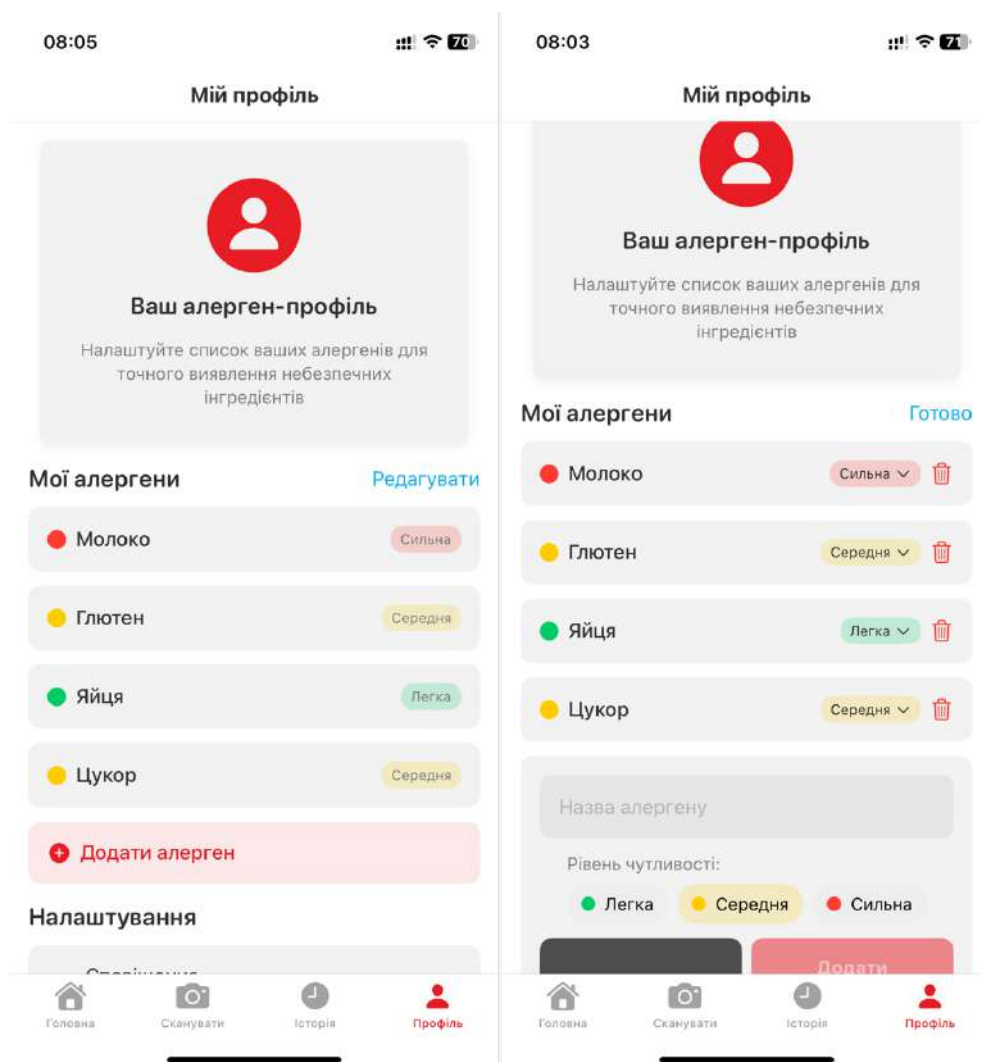 08:05
70
Мій профіль
Ваш алерген-профіль
Налаштуйте список ваших алергенів для
точного виявлення небезпечних
інгредієнтів
Мої алергени
Редагувати
Молоко
Сильна
Глютен
Середня
Яйця
Легка
Цукор
Середня
Додати алерген
Налаштування
Сповіщення
Головна
Сканувати
Історія
Профіль
08:03
71
Мій профіль
Ваш алерген-профіль
Налаштуйте список ваших алергенів для
точного виявлення небезпечних
інгредієнтів
Мої алергени
Готово
Молоко
Сильна
Глютен
Середня
Яйця
Легка
Цукор
Середня
Назва алергену
Рівень чутливості:
Легка
Середня
Сильна
Додати
Головна
Сканувати
Історія
Профіль